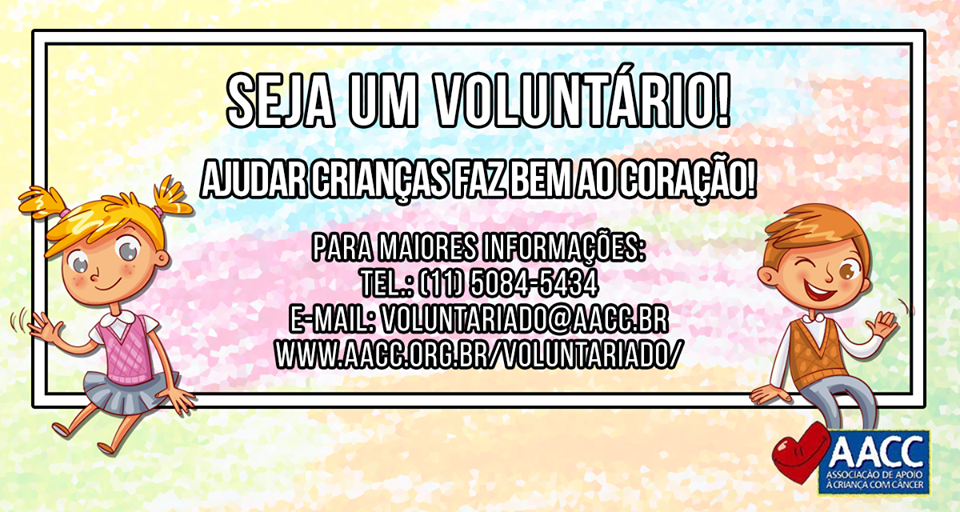 SEJA UM VOLUNTÁRIO!
AJUDAR CRIANÇAS FAZ BEM AO CORAÇÃO!
PARA MAIORES INFORMAÇÕES:
TEL.: (11) 5084-5434
E-MAIL: VOLUNTARIADO@AACC.BR
WWW.AACC.ORG.BR/VOLUNTARIADO/
AACC
ASSOCIAÇÃO DE APOIO
À CRIANÇA COM CÂNCER